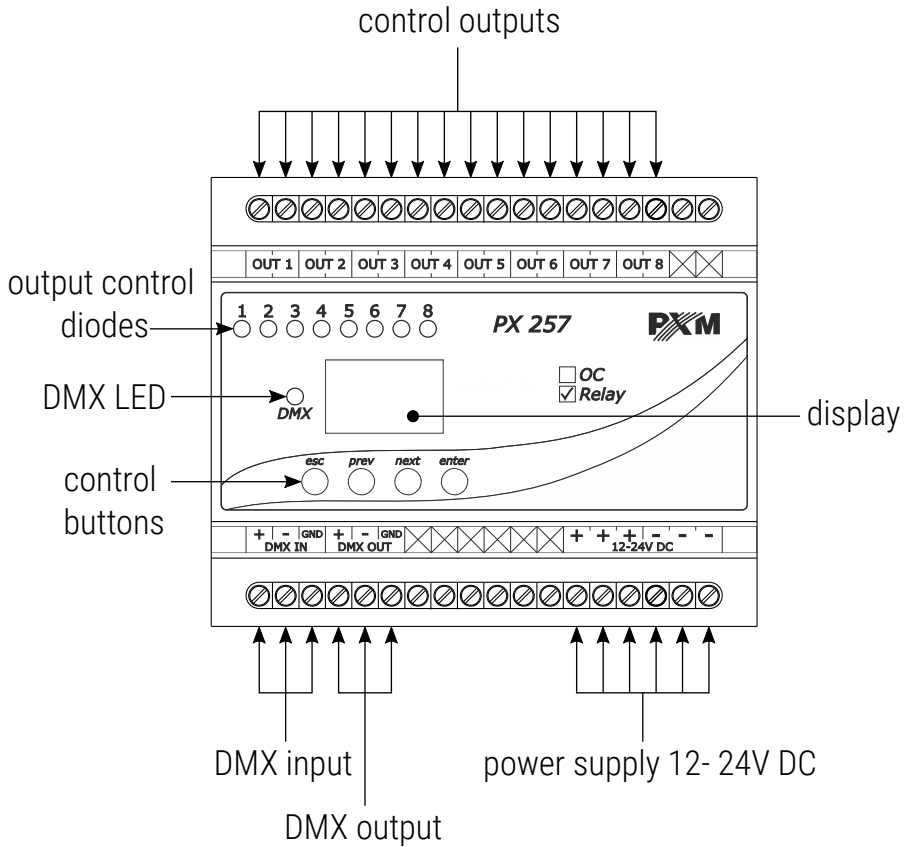 control outputs
OUT 1 OUT 2 OUT 3 OUT 4 OUT 5 OUT 6 OUT 7 OUT 8
output control
diodes
1 2 3 4 5 6 7 8
PX 257
PXM
DMX LED
DMX
OC
Relay
display
control
buttons
esc prev next enter
+ - GND + - GND + + + - - -
DMX IN DMX OUT 12-24V DC
DMX input
power supply 12- 24V DC
DMX output